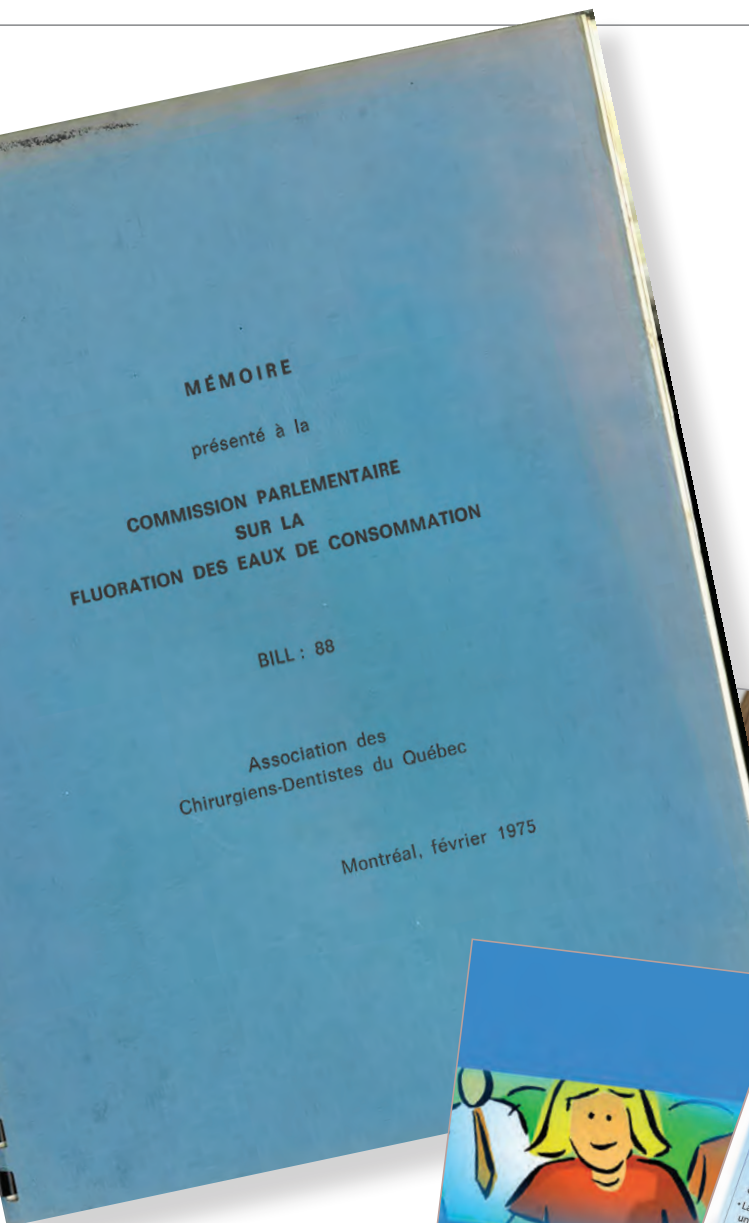 MÉMOIRE
présenté à la
COMMISSION PARLEMENTAIRE
SUR LA
FLUORATION DES EAUX DE CONSOMMATION
BILL : 88
Association des
Chirurgiens-Dentistes du Québec
Montréal, février 1975